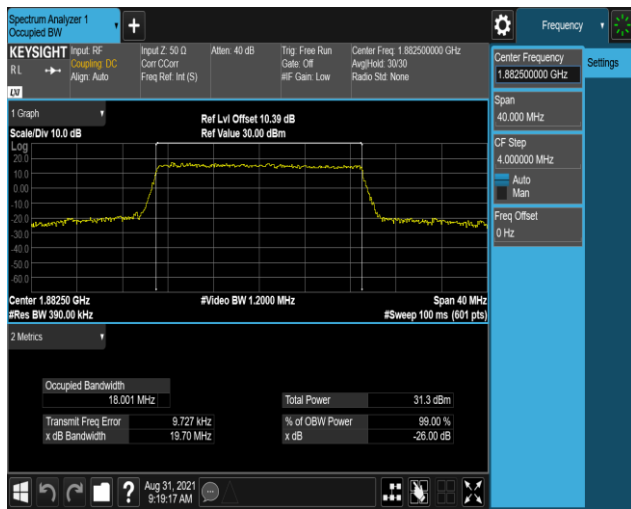 Spectrum Analyzer 1
Occupied BW
Frequency
KEYSIGHT
RL
LXI
Input: RF
Coupling: DC
Align: Auto
Input Z: 50 Ω
Corr CCorr
Freq Ref: Int (S)
Atten: 40 dB
Trig: Free Run
Gate: Off
#IF Gain: Low
Center Freq: 1.882500000 GHz
Avg|Hold: 30/30
Radio Std: None
1 Graph
Scale/Div 10.0 dB
Ref Lvl Offset 10.39 dB
Ref Value 30.00 dBm
Log
20.0
10.0
0.00
-10.0
-20.0
-30.0
-40.0
-50.0
-60.0
Center 1.88250 GHz
#Video BW 1.2000 MHz
Span 40 MHz
#Res BW 390.00 kHz
#Sweep 100 ms (601 pts)
2 Metrics
Occupied Bandwidth
18.001 MHz
Total Power 31.3 dBm
Transmit Freq Error 9.727 kHz
% of OBW Power 99.00 %
x dB Bandwidth 19.70 MHz
x dB -26.00 dB
Aug 31, 2021
9:19:17 AM
Center Frequency
1.882500000 GHz
Settings
Span
40.000 MHz
CF Step
4.000000 MHz
Auto
Man
Freq Offset
0 Hz